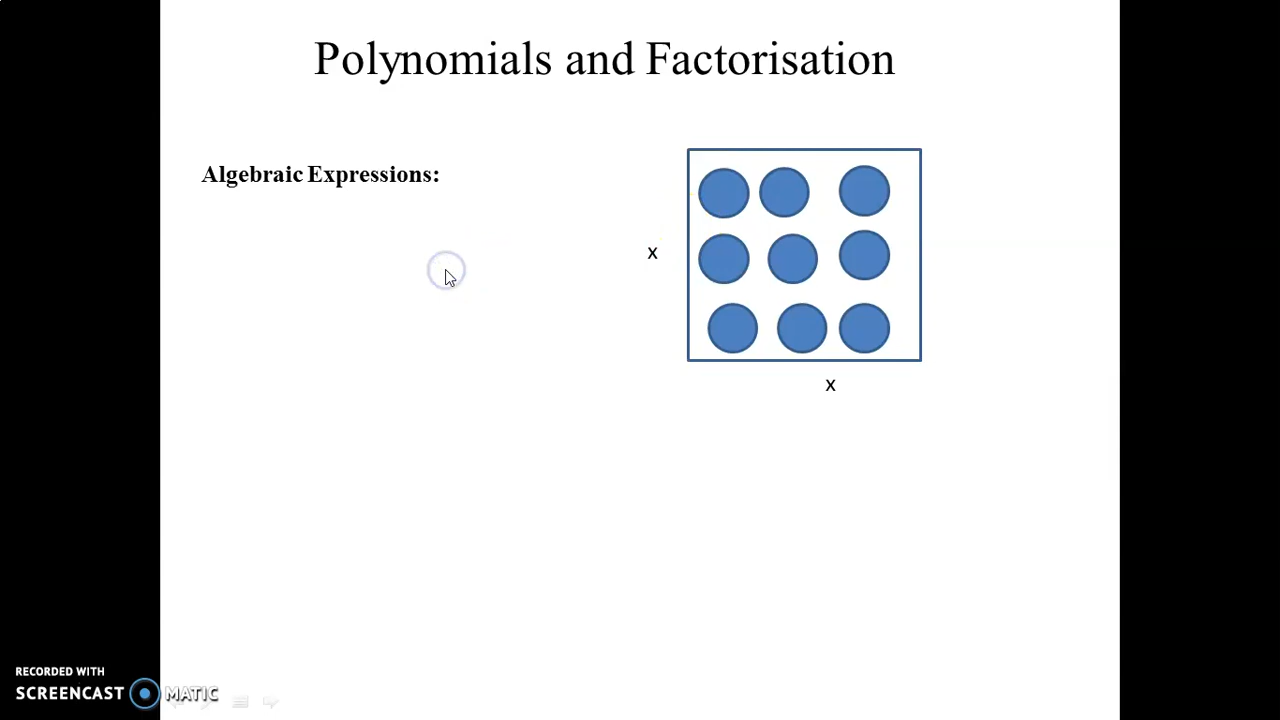 Polynomials and Factorisation
Algebraic Expressions:
x
x
RECORDED WITH
SCREENCAST MATIC